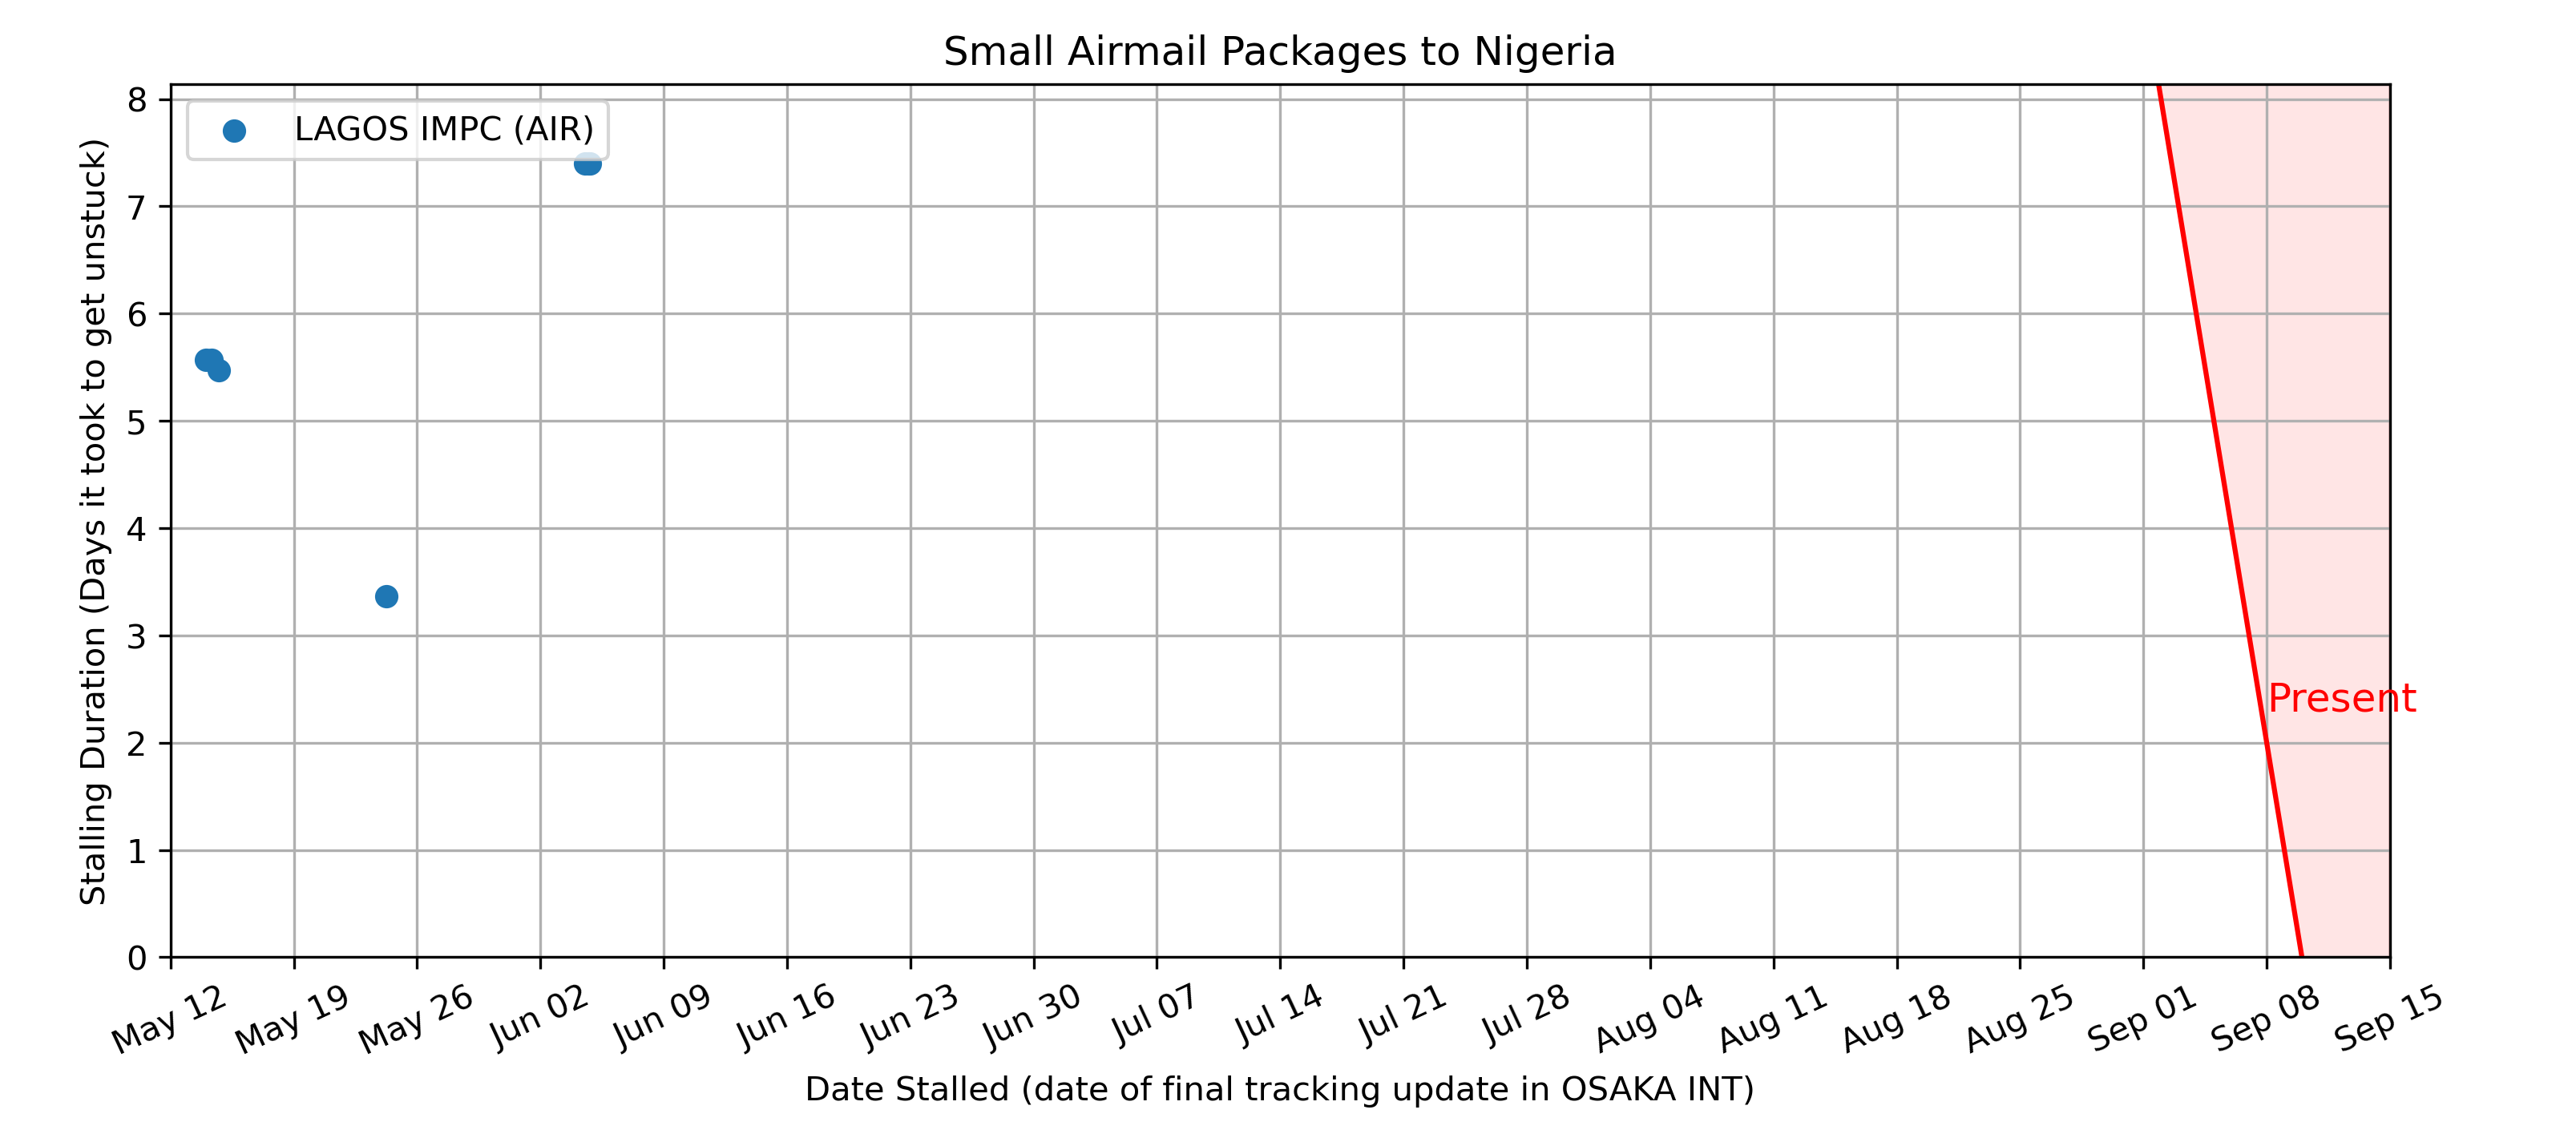 Small Airmail Packages to Nigeria
LAGOS IMPC (AIR)
Stalling Duration (Days it took to get unstuck)
8
7
6
5
4
3
2
1
0
Present
May 12
May 19
May 26
Jun 02
Jun 09
Jun 16
Jun 23
Jun 30
Jul 07
Jul 14
Jul 21
Jul 28
Aug 04
Aug 11
Aug 18
Aug 25
Sep 01
Sep 08
Sep 15
Date Stalled (date of final tracking update in OSAKA INT)